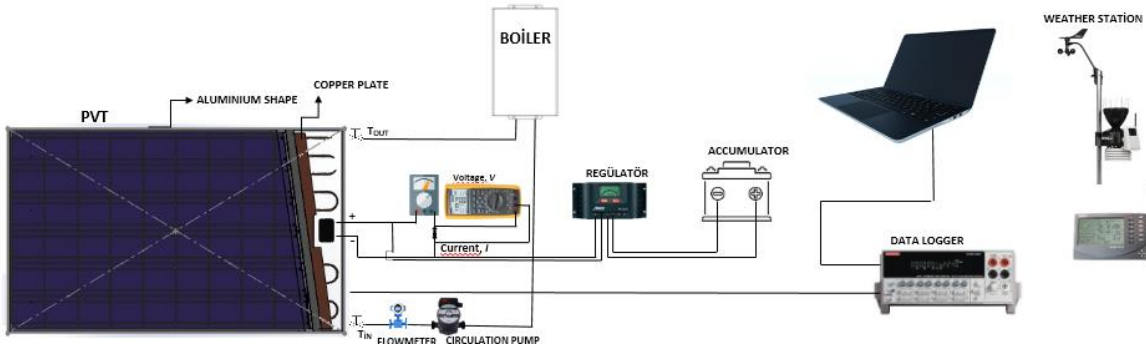 WEATHER STATİON
BOİLER
COPPER PLATE
ALUMINIUM SHAPE
PVT
TOUT
ACCUMULATOR
REGÜLATÖR
Voltage, V
+
-
Current, I
DATA LOGGER
TIN
FLOWMETER
CIRCULATION PUMP